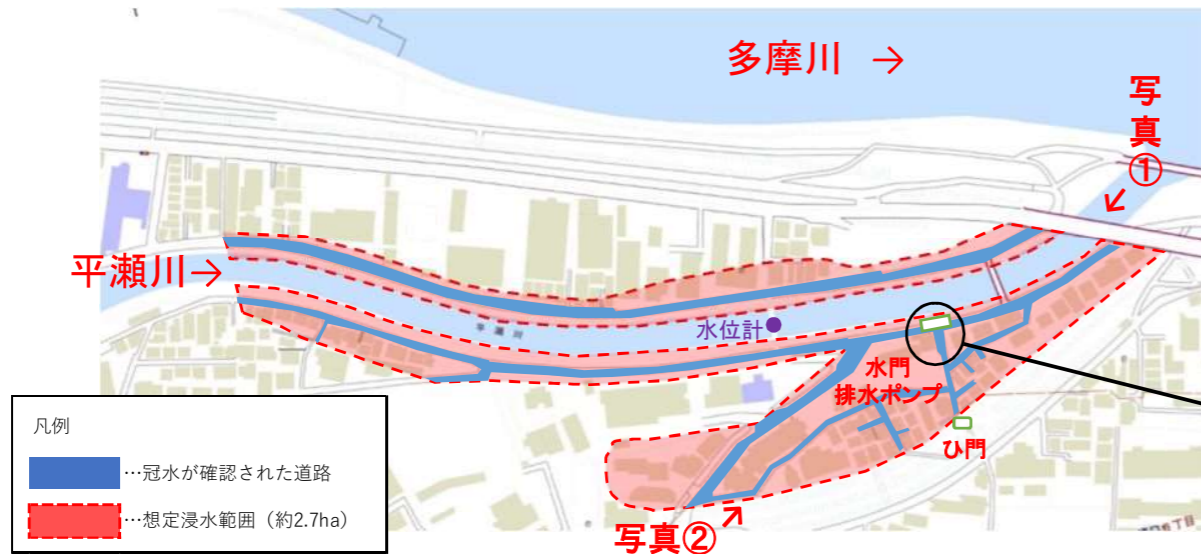 多摩川 →
写真①
平瀬川→
平瀬川
水位計
水門
排水ポンプ
ひ門
写真②
凡例
…冠水が確認された道路
…想定浸水範囲（約2.7ha）